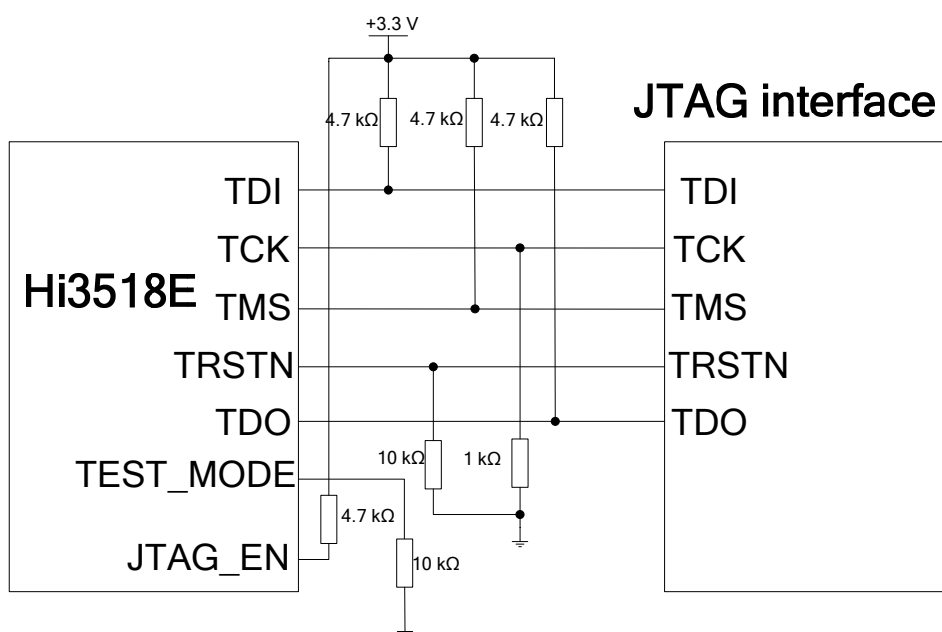 +3.3 V
JTAG interface
4.7 kΩ
4.7 kΩ
4.7 kΩ
TDI
TDI
TCK
TCK
Hi3518E
TMS
TMS
TRSTN
TRSTN
TDO
TDO
10 kΩ
1 kΩ
TEST_MODE
4.7 kΩ
JTAG_EN
10 kΩ